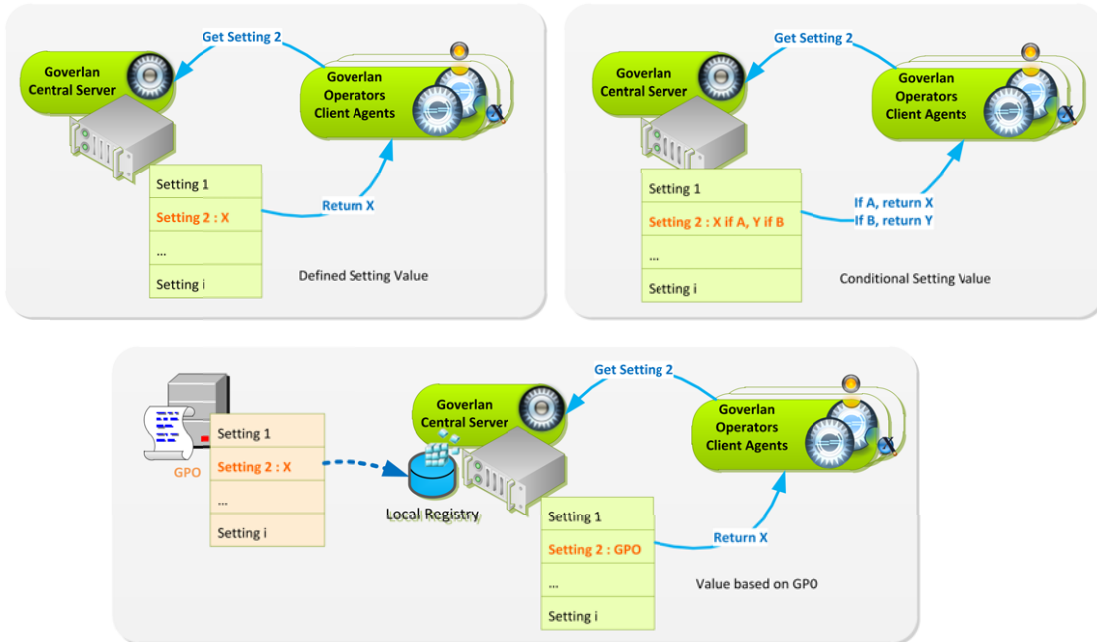 Get Setting 2
Goverlan
Central Server
Goverlan
Operators
Client Agents
Setting 1
Setting 2 : X
...
Setting i
Return X
Defined Setting Value
Get Setting 2
Goverlan
Central Server
Goverlan
Operators
Client Agents
Setting 1
Setting 2 : X if A, Y if B
...
Setting i
If A, return X
If B, return Y
Conditional Setting Value
GPO
Setting 1
Setting 2 : X
...
Setting i
Get Setting 2
Goverlan
Central Server
Local Registry
Goverlan
Operators
Client Agents
Setting 1
Setting 2 : GPO
...
Setting i
Return X
Value based on GP0